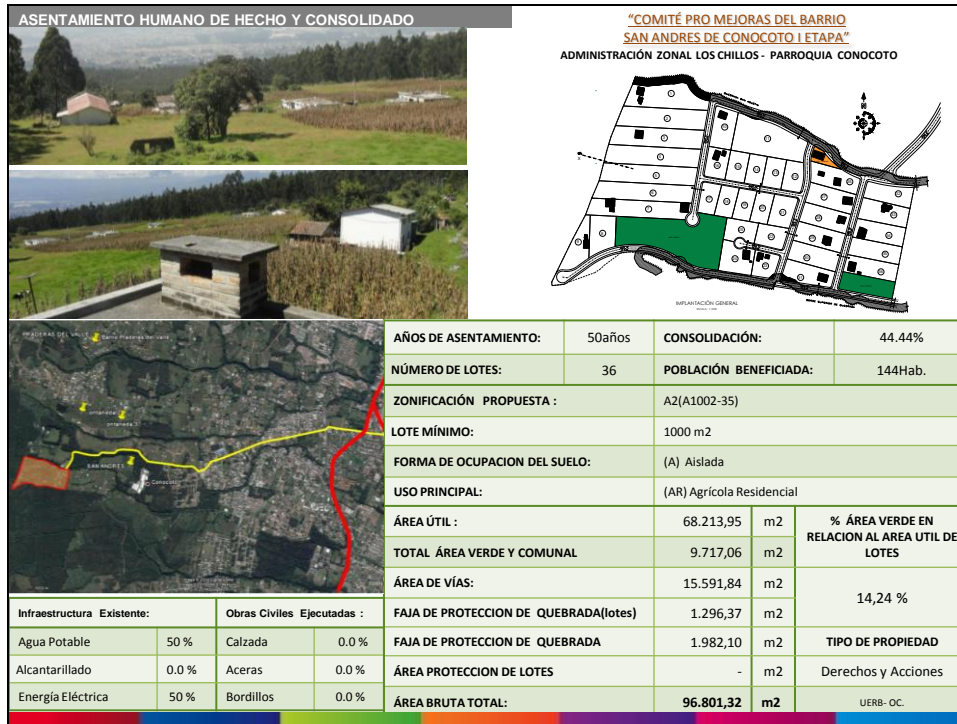 ASENTAMIENTO HUMANO DE HECHO Y CONSOLIDADO
“COMITÉ PRO MEJORAS DEL BARRIO
SAN ANDRES DE CONOCOTO I ETAPA”
ADMINISTRACIÓN ZONAL LOS CHILLOS - PARROQUIA CONOCOTO
IMPLANTACIÓN GENERAL
PRADERAS DEL VALLE
Barrio Praderas del valle
SAN ANDRES
Conocoto
AÑOS DE ASENTAMIENTO: 50años CONSOLIDACIÓN: 44.44%
NÚMERO DE LOTES: 36 POBLACIÓN BENEFICIADA: 144Hab.
ZONIFICACIÓN PROPUESTA : A2(A1002-35)
LOTE MÍNIMO: 1000 m2
FORMA DE OCUPACION DEL SUELO: (A) Aislada
USO PRINCIPAL: (AR) Agrícola Residencial
ÁREA ÚTIL : 68.213,95 m2 % ÁREA VERDE EN
RELACION AL AREA UTIL DE
LOTES
TOTAL ÁREA VERDE Y COMUNAL 9.717,06 m2
ÁREA DE VÍAS: 15.591,84 m2
14,24 %
FAJA DE PROTECCION DE QUEBRADA(lotes) 1.296,37 m2
FAJA DE PROTECCION DE QUEBRADA 1.982,10 m2 TIPO DE PROPIEDAD
ÁREA PROTECCION DE LOTES - m2 Derechos y Acciones
ÁREA BRUTA TOTAL: 96.801,32 m2 UERB- OC.
Infraestructura Existente: Obras Civiles Ejecutadas :
Agua Potable 50 % Calzada 0.0 %
Alcantarillado 0.0 % Aceras 0.0 %
Energía Eléctrica 50 % Bordillos 0.0 %